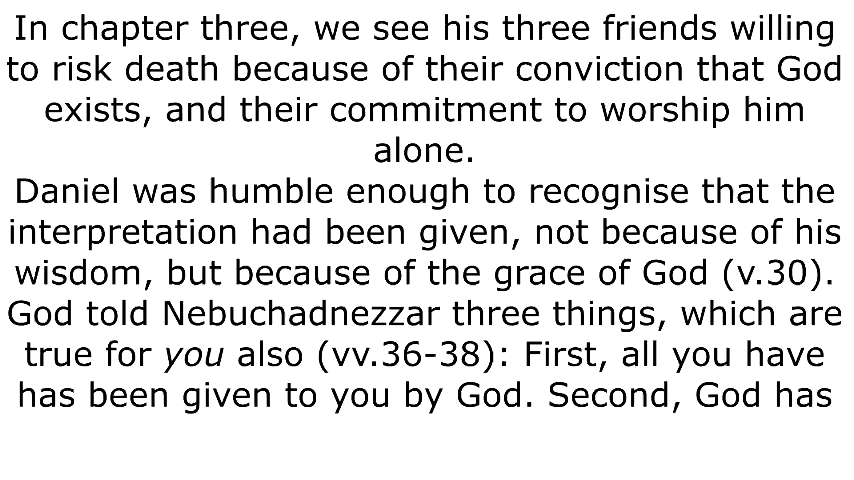 In chapter three, we see his three friends willing
to risk death because of their conviction that God
exists, and their commitment to worship him
alone.
Daniel was humble enough to recognise that the
interpretation had been given, not because of his
wisdom, but because of the grace of God (v.30).
God told Nebuchadnezzar three things, which are
true for you also (vv.36-38): First, all you have
has been given to you by God. Second, God has